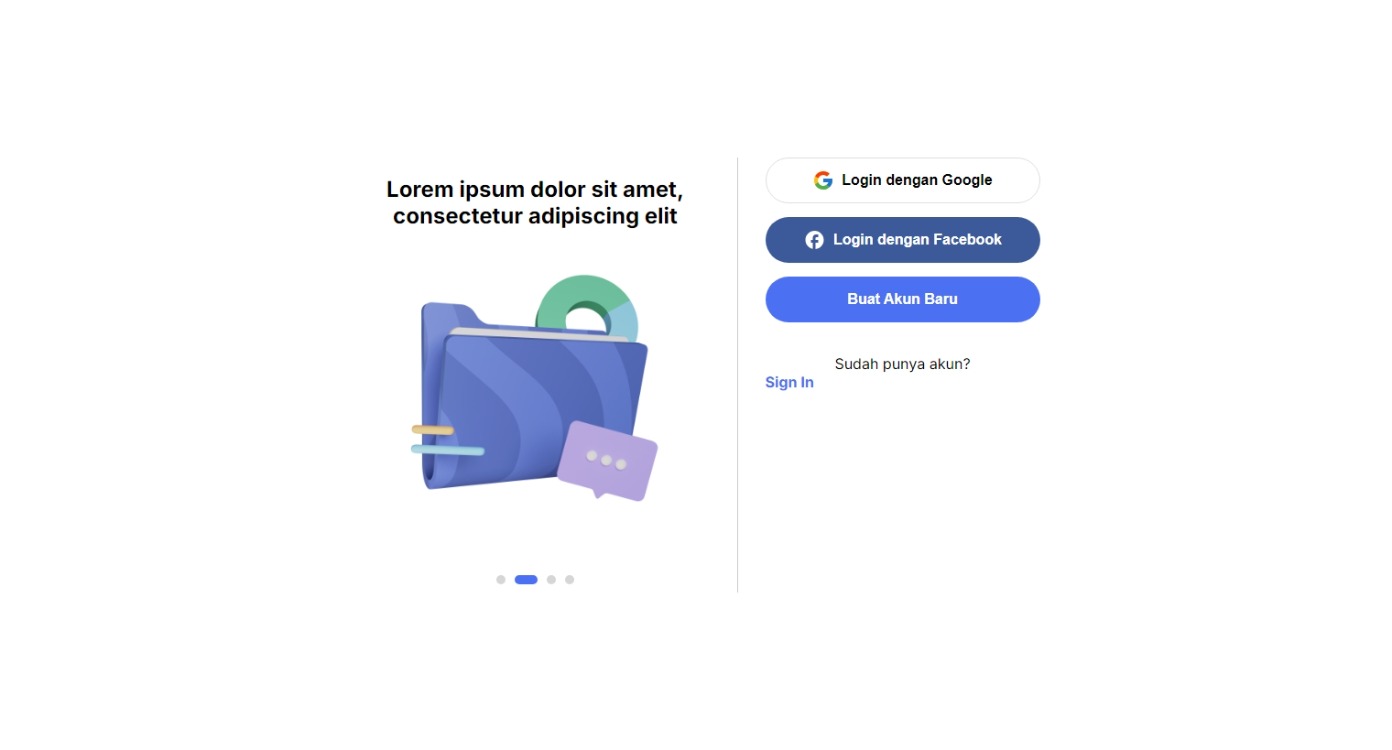 Lorem ipsum dolor sit amet,
consectetur adipiscing elit
Login dengan Google
Login dengan Facebook
Buat Akun Baru
Sudah punya akun?
Sign In